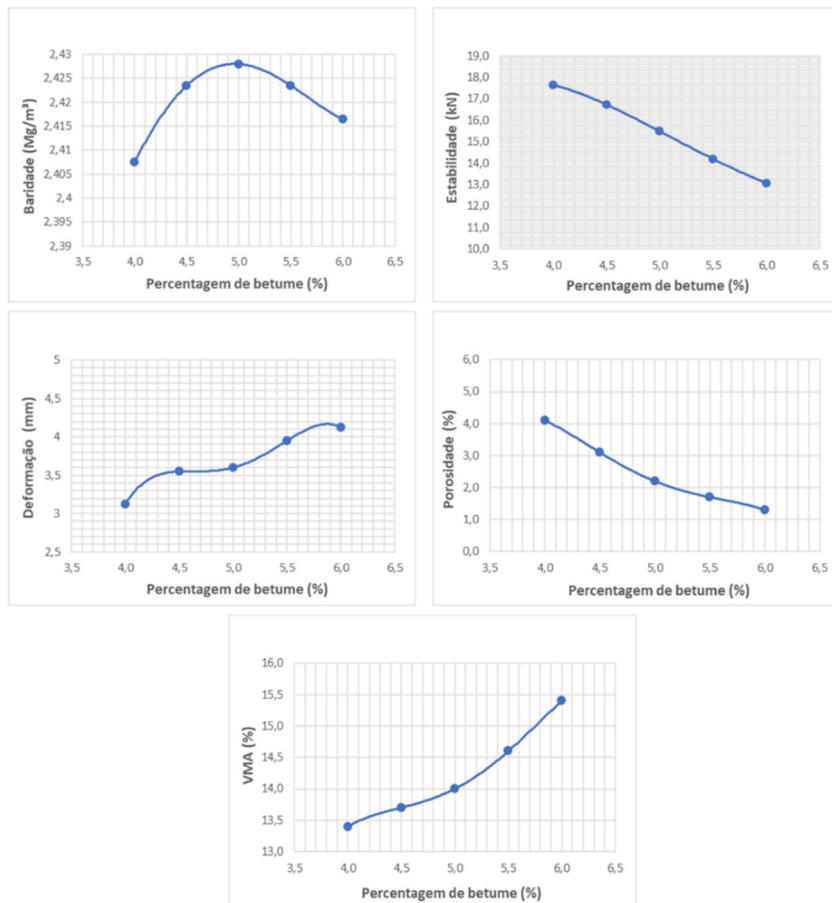 2,43
2,425
2,42
2,415
2,41
2,405
2,4
2,395
2,39
3,5 4,0 4,5 5,0 5,5 6,0 6,5
Baridade (Mg/m³)
Percentagem de betume (%)
19,0
18,0
17,0
16,0
15,0
14,0
13,0
12,0
11,0
10,0
3,5 4,0 4,5 5,0 5,5 6,0 6,5
Estabilidade (kN)
Percentagem de betume (%)
5
4,5
4
3,5
3
2,5
3,5 4,0 4,5 5,0 5,5 6,0 6,5
Deformação (mm)
Percentagem de betume (%)
6,0
5,0
4,0
3,0
2,0
1,0
0,0
3,5 4,0 4,5 5,0 5,5 6,0 6,5
Porosidade (%)
Percentagem de betume (%)
16,0
15,5
15,0
14,5
14,0
13,5
13,0
3,5 4,0 4,5 5,0 5,5 6,0 6,5
VMA (%)
Percentagem de betume (%)